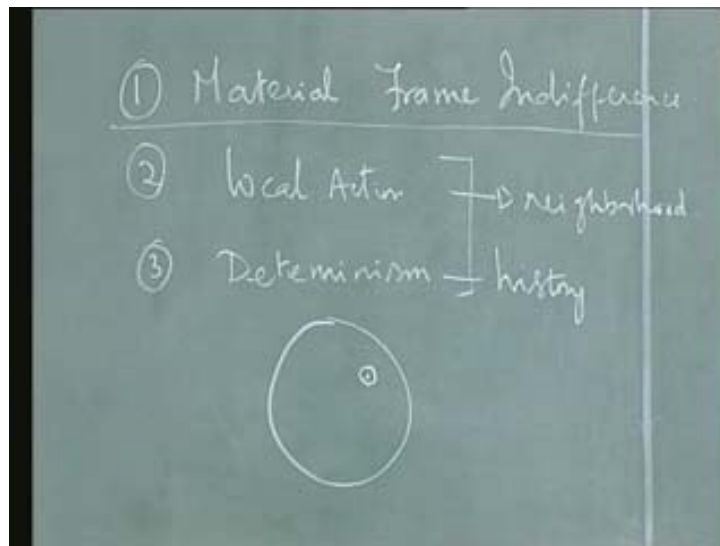 ① Material Frame Indifference
② Local Action → neighborhood
③ Determinism → history